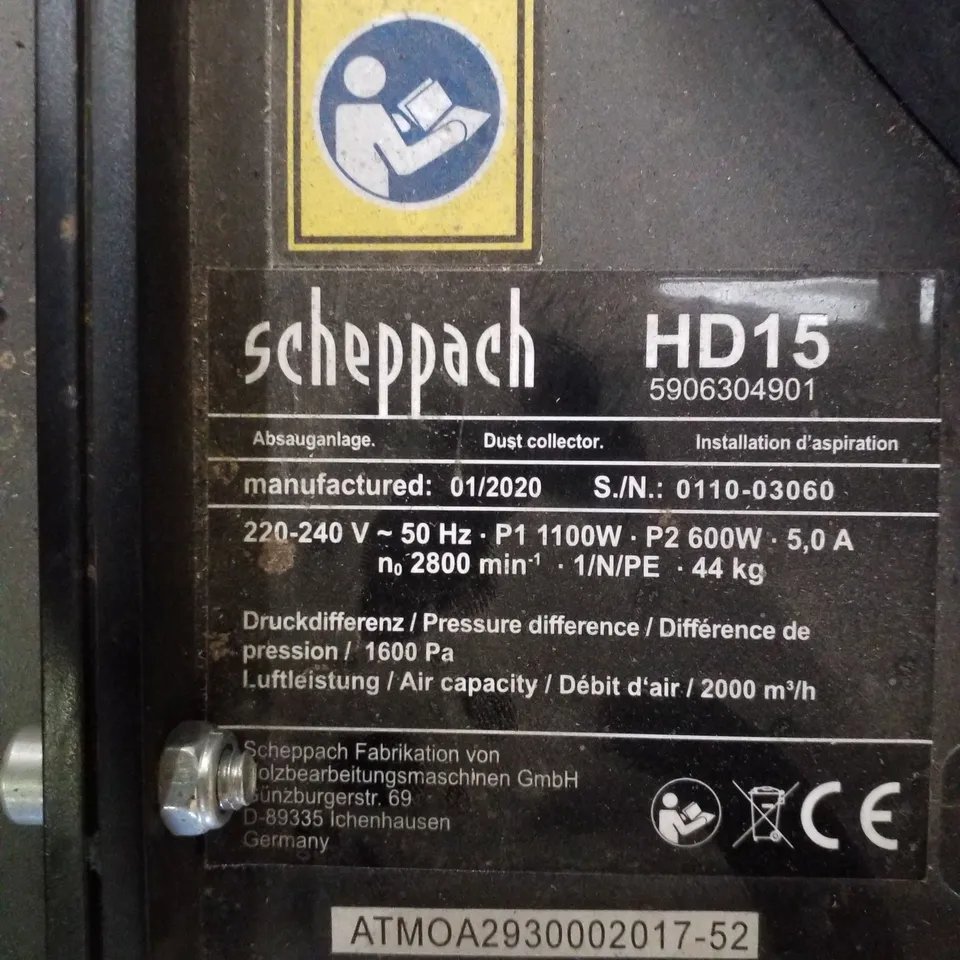 scheppach
HD15
5906304901
Absauganlage. Dust collector. Installation d'aspiration
manufactured: 01/2020 S./N.: 0110-03060
220-240 V ~ 50 Hz · P1 1100W · P2 600W · 5,0 A
n₀ 2800 min⁻¹ · 1/N/PE · 44 kg
Druckdifferenz / Pressure difference / Différence de
pression / 1600 Pa
Luftleistung / Air capacity / Débit d‘air / 2000 m³/h
Scheppach Fabrikation von
olzbearbeitungsmaschinen GmbH
Günzburgerstr. 69
D-89335 Ichenhausen
Germany
CE
ATMOA2930002017-52